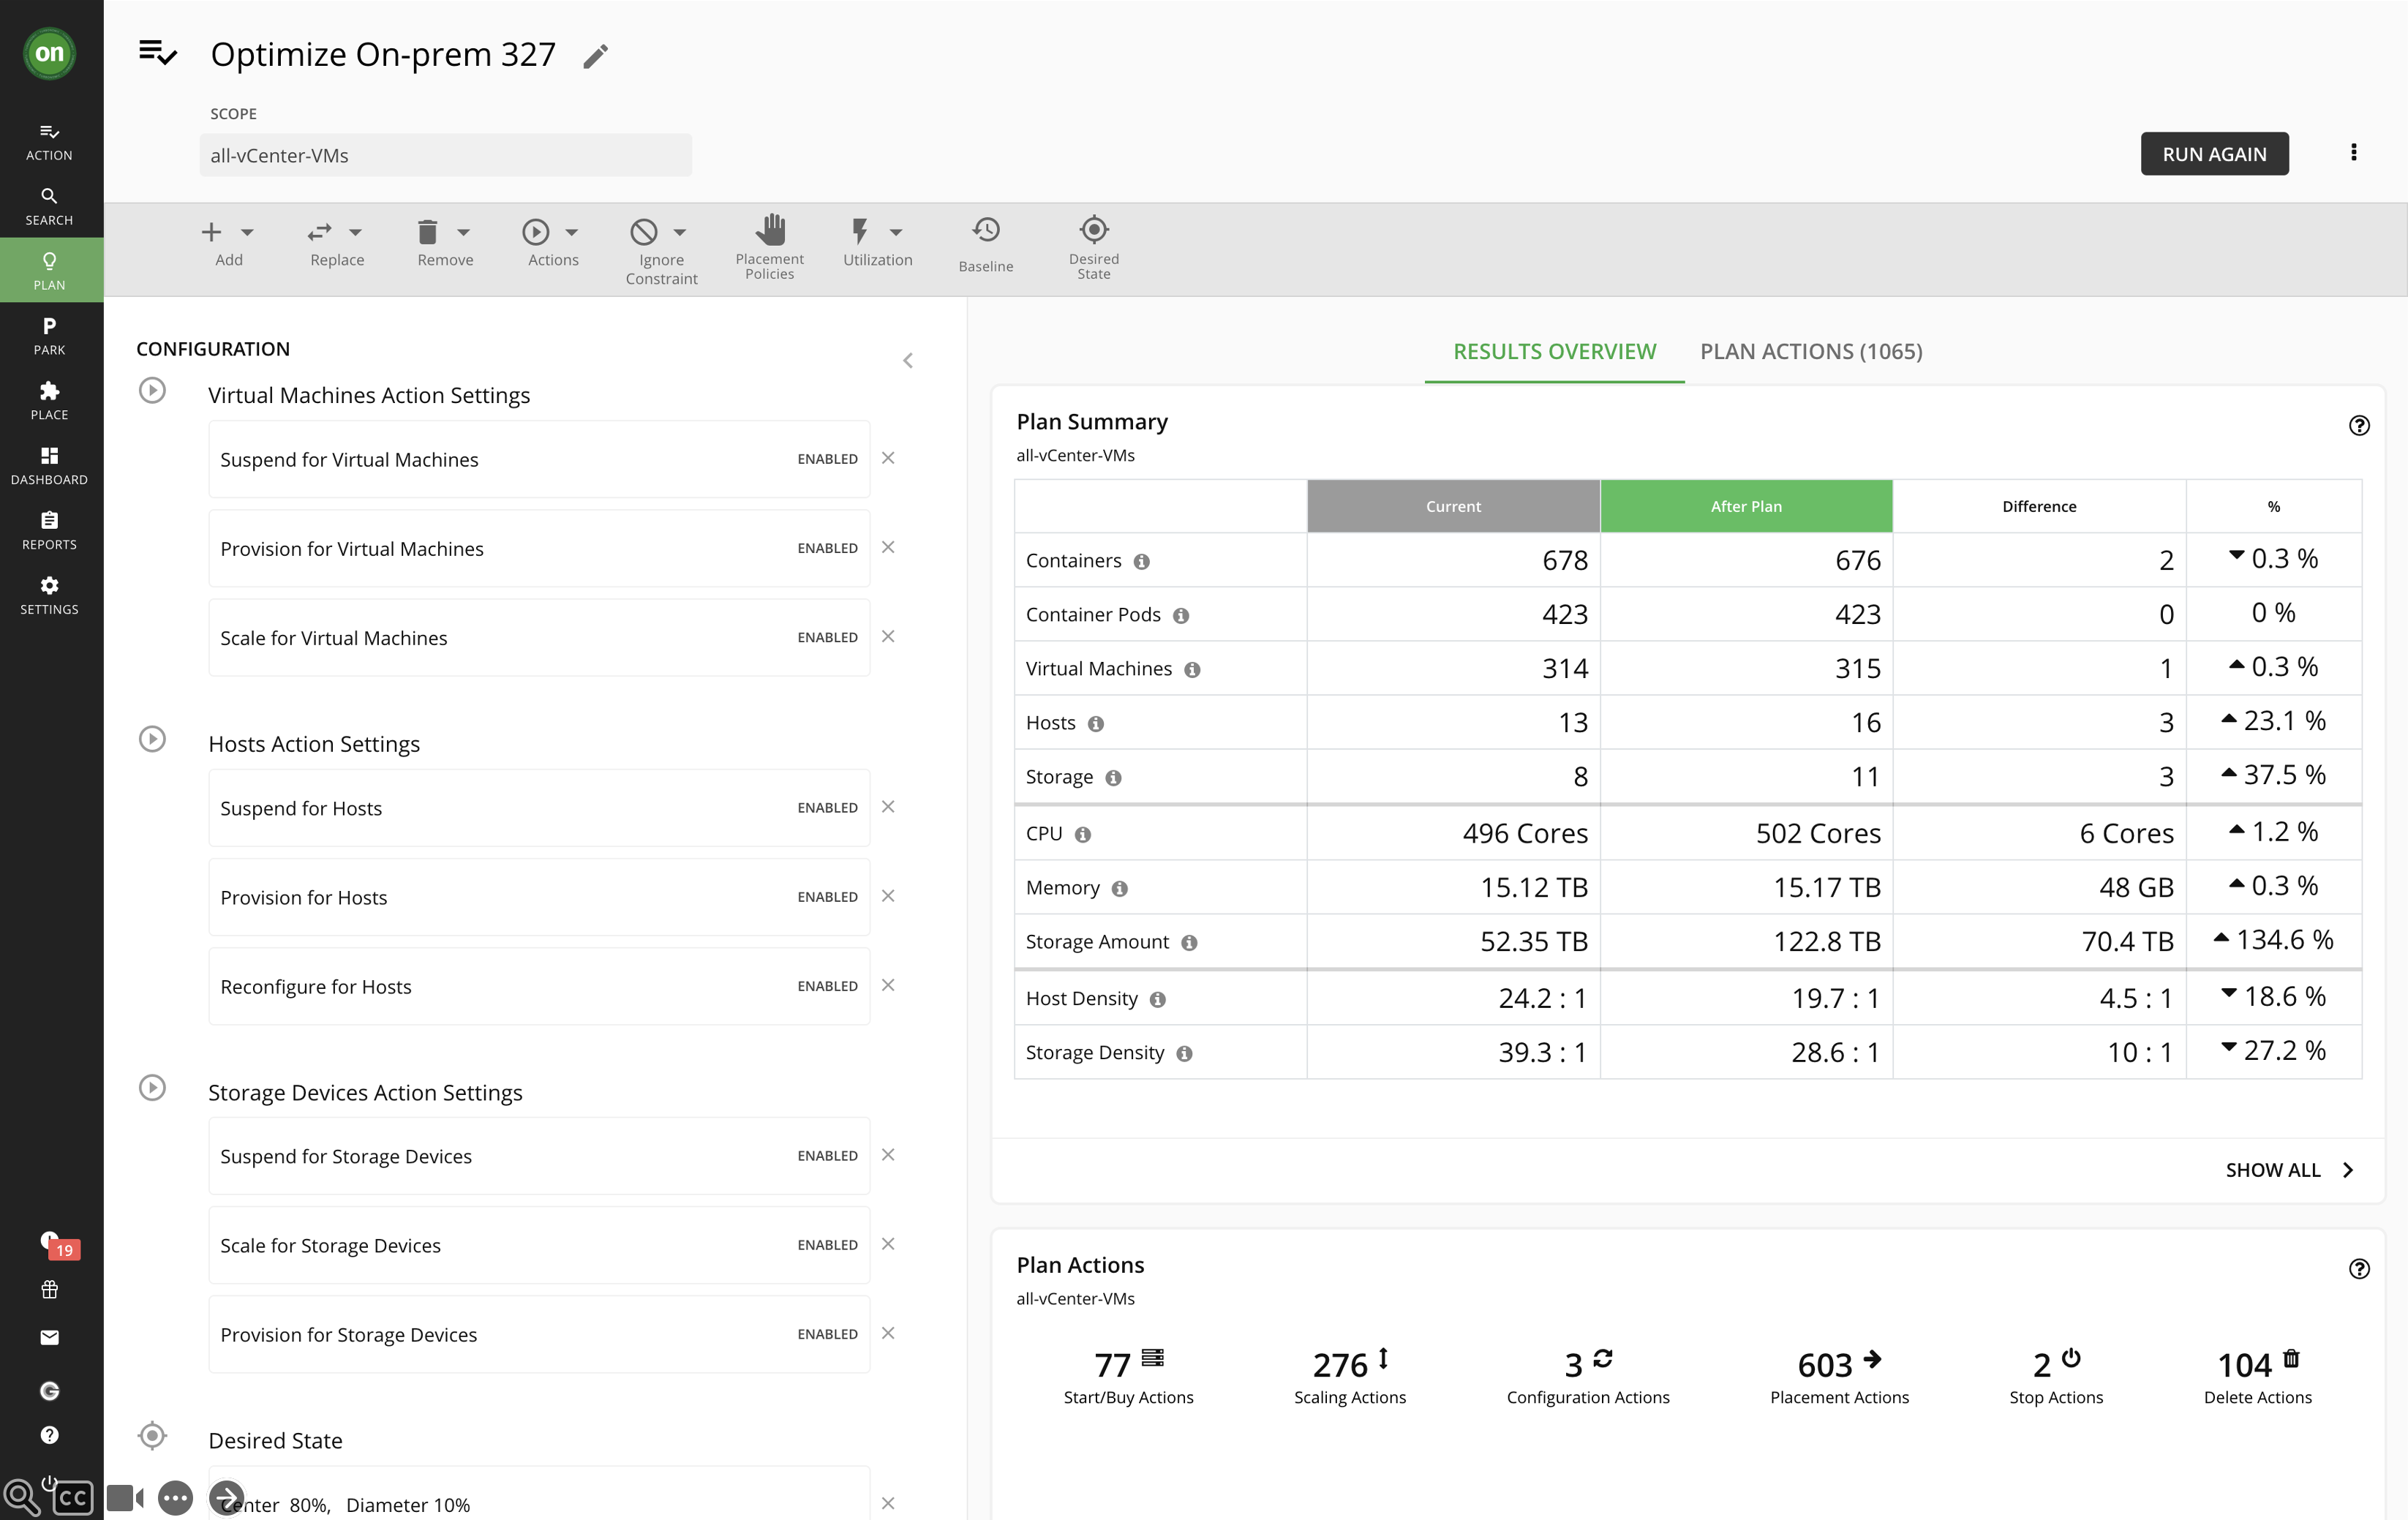 on
Optimize On-prem 327
SCOPE
all-vCenter-VMs
RUN AGAIN
ACTION
SEARCH
PLAN
P
PARK
PLACE
DASHBOARD
REPORTS
SETTINGS
19
Add
Replace
Remove
Actions
Ignore
Constraint
Placement
Policies
Utilization
Baseline
Desired
State
CONFIGURATION
Virtual Machines Action Settings
Suspend for Virtual Machines ENABLED
Provision for Virtual Machines ENABLED
Scale for Virtual Machines ENABLED
Hosts Action Settings
Suspend for Hosts ENABLED
Provision for Hosts ENABLED
Reconfigure for Hosts ENABLED
Storage Devices Action Settings
Suspend for Storage Devices ENABLED
Scale for Storage Devices ENABLED
Provision for Storage Devices ENABLED
Desired State
Center 80%, Diameter 10%
CC
RESULTS OVERVIEW PLAN ACTIONS (1065)
Plan Summary
all-vCenter-VMs
Current After Plan Difference %
Containers 678 676 2 0.3 %
Container Pods 423 423 0 0 %
Virtual Machines 314 315 1 0.3 %
Hosts 13 16 3 23.1 %
Storage 8 11 3 37.5 %
CPU 496 Cores 502 Cores 6 Cores 1.2 %
Memory 15.12 TB 15.17 TB 48 GB 0.3 %
Storage Amount 52.35 TB 122.8 TB 70.4 TB 134.6 %
Host Density 24.2 : 1 19.7 : 1 4.5 : 1 18.6 %
Storage Density 39.3 : 1 28.6 : 1 10 : 1 27.2 %
SHOW ALL
Plan Actions
all-vCenter-VMs
77 276 3 603 2 104
Start/Buy Actions Scaling Actions Configuration Actions Placement Actions Stop Actions Delete Actions